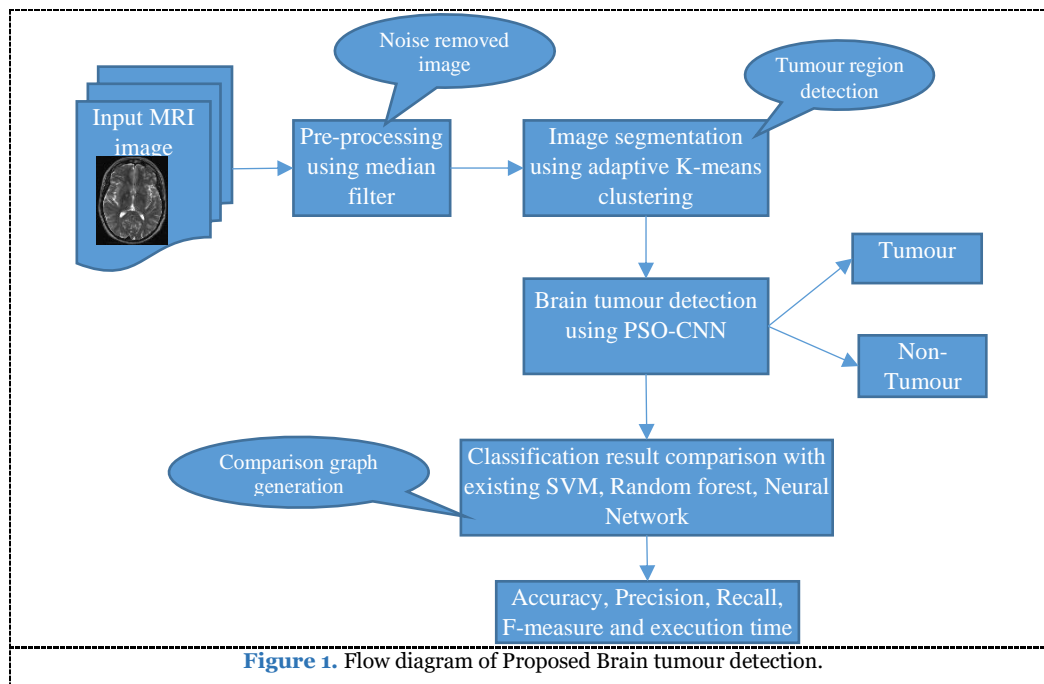 Noise removed
image
Tumour region
detection
Input MRI
image
Pre-processing
using median
filter
Image segmentation
using adaptive K-means
clustering
Tumour
Brain tumour detection
using PSO-CNN
Non-
Tumour
Comparison graph
generation
Classification result comparison with
existing SVM, Random forest, Neural
Network
Accuracy, Precision, Recall,
F-measure and execution time
Figure 1. Flow diagram of Proposed Brain tumour detection.